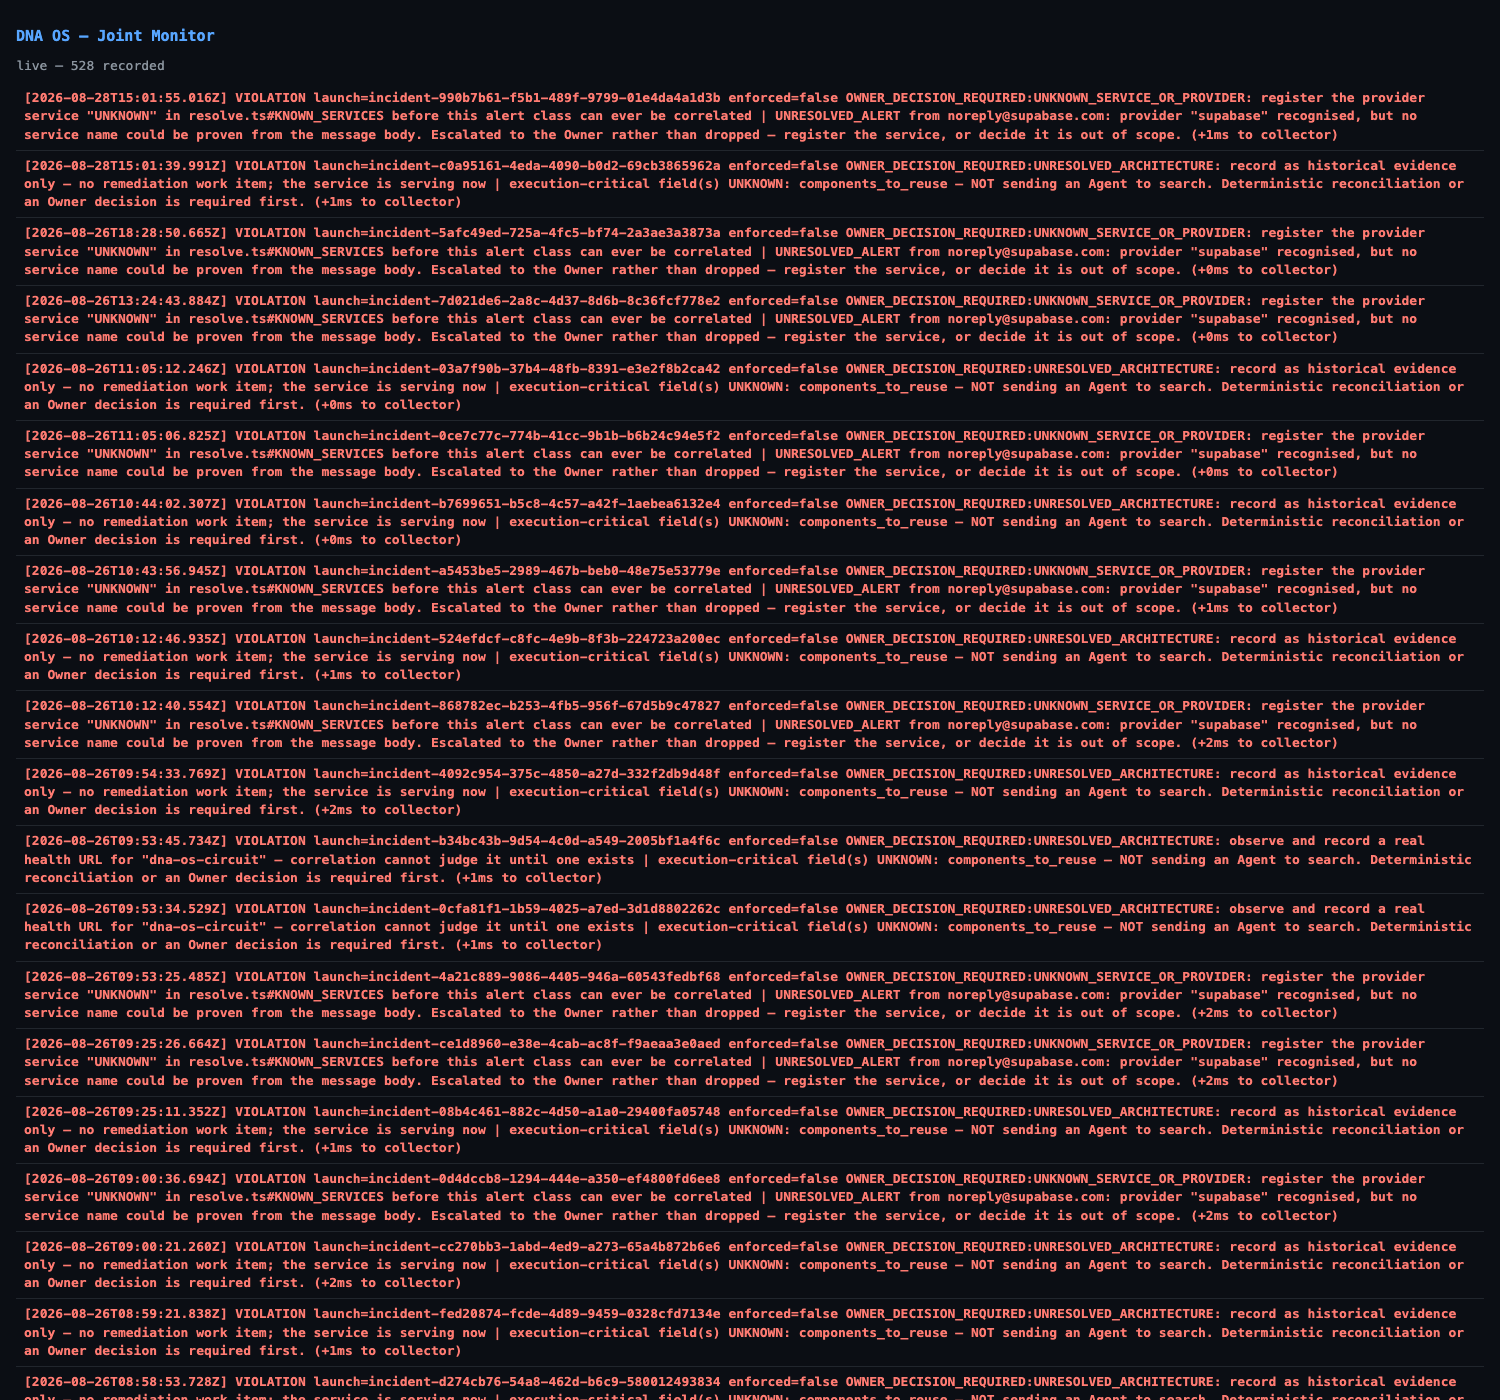 DNA OS — Joint Monitor
live — 528 recorded
[2026-08-28T15:01:55.016Z] VIOLATION launch=incident-990b7b61-f5b1-489f-9799-01e4da4a1d3b enforced=false OWNER_DECISION_REQUIRED:UNKNOWN_SERVICE_OR_PROVIDER: register the provider
service "UNKNOWN" in resolve.ts#KNOWN_SERVICES before this alert class can ever be correlated | UNRESOLVED_ALERT from noreply@supabase.com: provider "supabase" recognised, but no
service name could be proven from the message body. Escalated to the Owner rather than dropped — register the service, or decide it is out of scope. (+1ms to collector)
[2026-08-28T15:01:39.991Z] VIOLATION launch=incident-c0a95161-4eda-4090-b0d2-69cb3865962a enforced=false OWNER_DECISION_REQUIRED:UNRESOLVED_ARCHITECTURE: record as historical evidence
only — no remediation work item; the service is serving now | execution-critical field(s) UNKNOWN: components_to_reuse — NOT sending an Agent to search. Deterministic reconciliation or
an Owner decision is required first. (+1ms to collector)
[2026-08-26T18:28:50.665Z] VIOLATION launch=incident-5afc49ed-725a-4fc5-bf74-2a3ae3a3873a enforced=false OWNER_DECISION_REQUIRED:UNKNOWN_SERVICE_OR_PROVIDER: register the provider
service "UNKNOWN" in resolve.ts#KNOWN_SERVICES before this alert class can ever be correlated | UNRESOLVED_ALERT from noreply@supabase.com: provider "supabase" recognised, but no
service name could be proven from the message body. Escalated to the Owner rather than dropped — register the service, or decide it is out of scope. (+0ms to collector)
[2026-08-26T13:24:43.884Z] VIOLATION launch=incident-7d021de6-2a8c-4d37-8d6b-8c36fcf778e2 enforced=false OWNER_DECISION_REQUIRED:UNKNOWN_SERVICE_OR_PROVIDER: register the provider
service "UNKNOWN" in resolve.ts#KNOWN_SERVICES before this alert class can ever be correlated | UNRESOLVED_ALERT from noreply@supabase.com: provider "supabase" recognised, but no
service name could be proven from the message body. Escalated to the Owner rather than dropped — register the service, or decide it is out of scope. (+0ms to collector)
[2026-08-26T11:05:12.246Z] VIOLATION launch=incident-03a7f90b-37b4-48fb-8391-e3e2f8b2ca42 enforced=false OWNER_DECISION_REQUIRED:UNRESOLVED_ARCHITECTURE: record as historical evidence
only — no remediation work item; the service is serving now | execution-critical field(s) UNKNOWN: components_to_reuse — NOT sending an Agent to search. Deterministic reconciliation or
an Owner decision is required first. (+0ms to collector)
[2026-08-26T11:05:06.825Z] VIOLATION launch=incident-0ce7c77c-774b-41cc-9b1b-b6b24c94e5f2 enforced=false OWNER_DECISION_REQUIRED:UNKNOWN_SERVICE_OR_PROVIDER: register the provider
service "UNKNOWN" in resolve.ts#KNOWN_SERVICES before this alert class can ever be correlated | UNRESOLVED_ALERT from noreply@supabase.com: provider "supabase" recognised, but no
service name could be proven from the message body. Escalated to the Owner rather than dropped — register the service, or decide it is out of scope. (+0ms to collector)
[2026-08-26T10:44:02.307Z] VIOLATION launch=incident-b7699651-b5c8-4c57-a42f-1aebea6132e4 enforced=false OWNER_DECISION_REQUIRED:UNRESOLVED_ARCHITECTURE: record as historical evidence
only — no remediation work item; the service is serving now | execution-critical field(s) UNKNOWN: components_to_reuse — NOT sending an Agent to search. Deterministic reconciliation or
an Owner decision is required first. (+0ms to collector)
[2026-08-26T10:43:56.945Z] VIOLATION launch=incident-a5453be5-2989-467b-beb0-48e75e53779e enforced=false OWNER_DECISION_REQUIRED:UNKNOWN_SERVICE_OR_PROVIDER: register the provider
service "UNKNOWN" in resolve.ts#KNOWN_SERVICES before this alert class can ever be correlated | UNRESOLVED_ALERT from noreply@supabase.com: provider "supabase" recognised, but no
service name could be proven from the message body. Escalated to the Owner rather than dropped — register the service, or decide it is out of scope. (+1ms to collector)
[2026-08-26T10:12:46.935Z] VIOLATION launch=incident-524efdcf-c8fc-4e9b-8f3b-224723a200ec enforced=false OWNER_DECISION_REQUIRED:UNRESOLVED_ARCHITECTURE: record as historical evidence
only — no remediation work item; the service is serving now | execution-critical field(s) UNKNOWN: components_to_reuse — NOT sending an Agent to search. Deterministic reconciliation or
an Owner decision is required first. (+1ms to collector)
[2026-08-26T10:12:40.554Z] VIOLATION launch=incident-868782ec-b253-4fb5-956f-67d5b9c47827 enforced=false OWNER_DECISION_REQUIRED:UNKNOWN_SERVICE_OR_PROVIDER: register the provider
service "UNKNOWN" in resolve.ts#KNOWN_SERVICES before this alert class can ever be correlated | UNRESOLVED_ALERT from noreply@supabase.com: provider "supabase" recognised, but no
service name could be proven from the message body. Escalated to the Owner rather than dropped — register the service, or decide it is out of scope. (+2ms to collector)
[2026-08-26T09:54:33.769Z] VIOLATION launch=incident-4092c954-375c-4850-a27d-332f2db9d48f enforced=false OWNER_DECISION_REQUIRED:UNRESOLVED_ARCHITECTURE: record as historical evidence
only — no remediation work item; the service is serving now | execution-critical field(s) UNKNOWN: components_to_reuse — NOT sending an Agent to search. Deterministic reconciliation or
an Owner decision is required first. (+2ms to collector)
[2026-08-26T09:53:45.734Z] VIOLATION launch=incident-b34bc43b-9d54-4c0d-a549-2005bf1a4f6c enforced=false OWNER_DECISION_REQUIRED:UNRESOLVED_ARCHITECTURE: observe and record a real
health URL for "dna-os-circuit" — correlation cannot judge it until one exists | execution-critical field(s) UNKNOWN: components_to_reuse — NOT sending an Agent to search. Deterministic
reconciliation or an Owner decision is required first. (+1ms to collector)
[2026-08-26T09:53:34.529Z] VIOLATION launch=incident-0cfa81f1-1b59-4025-a7ed-3d1d8802262c enforced=false OWNER_DECISION_REQUIRED:UNRESOLVED_ARCHITECTURE: observe and record a real
health URL for "dna-os-circuit" — correlation cannot judge it until one exists | execution-critical field(s) UNKNOWN: components_to_reuse — NOT sending an Agent to search. Deterministic
reconciliation or an Owner decision is required first. (+1ms to collector)
[2026-08-26T09:53:25.485Z] VIOLATION launch=incident-4a21c889-9086-4405-946a-60543fedbf68 enforced=false OWNER_DECISION_REQUIRED:UNKNOWN_SERVICE_OR_PROVIDER: register the provider
service "UNKNOWN" in resolve.ts#KNOWN_SERVICES before this alert class can ever be correlated | UNRESOLVED_ALERT from noreply@supabase.com: provider "supabase" recognised, but no
service name could be proven from the message body. Escalated to the Owner rather than dropped — register the service, or decide it is out of scope. (+2ms to collector)
[2026-08-26T09:25:26.664Z] VIOLATION launch=incident-ce1d8960-e38e-4cab-ac8f-f9aeaa3e0aed enforced=false OWNER_DECISION_REQUIRED:UNKNOWN_SERVICE_OR_PROVIDER: register the provider
service "UNKNOWN" in resolve.ts#KNOWN_SERVICES before this alert class can ever be correlated | UNRESOLVED_ALERT from noreply@supabase.com: provider "supabase" recognised, but no
service name could be proven from the message body. Escalated to the Owner rather than dropped — register the service, or decide it is out of scope. (+2ms to collector)
[2026-08-26T09:25:11.352Z] VIOLATION launch=incident-08b4c461-882c-4d50-a1a0-29400fa05748 enforced=false OWNER_DECISION_REQUIRED:UNRESOLVED_ARCHITECTURE: record as historical evidence
only — no remediation work item; the service is serving now | execution-critical field(s) UNKNOWN: components_to_reuse — NOT sending an Agent to search. Deterministic reconciliation or
an Owner decision is required first. (+1ms to collector)
[2026-08-26T09:00:36.694Z] VIOLATION launch=incident-0d4dccb8-1294-444e-a350-ef4800fd6ee8 enforced=false OWNER_DECISION_REQUIRED:UNKNOWN_SERVICE_OR_PROVIDER: register the provider
service "UNKNOWN" in resolve.ts#KNOWN_SERVICES before this alert class can ever be correlated | UNRESOLVED_ALERT from noreply@supabase.com: provider "supabase" recognised, but no
service name could be proven from the message body. Escalated to the Owner rather than dropped — register the service, or decide it is out of scope. (+2ms to collector)
[2026-08-26T09:00:21.260Z] VIOLATION launch=incident-cc270bb3-1abd-4ed9-a273-65a4b872b6e6 enforced=false OWNER_DECISION_REQUIRED:UNRESOLVED_ARCHITECTURE: record as historical evidence
only — no remediation work item; the service is serving now | execution-critical field(s) UNKNOWN: components_to_reuse — NOT sending an Agent to search. Deterministic reconciliation or
an Owner decision is required first. (+2ms to collector)
[2026-08-26T08:59:21.838Z] VIOLATION launch=incident-fed20874-fcde-4d89-9459-0328cfd7134e enforced=false OWNER_DECISION_REQUIRED:UNRESOLVED_ARCHITECTURE: record as historical evidence
only — no remediation work item; the service is serving now | execution-critical field(s) UNKNOWN: components_to_reuse — NOT sending an Agent to search. Deterministic reconciliation or
an Owner decision is required first. (+1ms to collector)
[2026-08-26T08:58:53.728Z] VIOLATION launch=incident-d274cb76-54a8-462d-b6c9-580012493834 enforced=false OWNER_DECISION_REQUIRED:UNRESOLVED_ARCHITECTURE: record as historical evidence
only — no remediation work item; the service is serving now | execution-critical field(s) UNKNOWN: components_to_reuse — NOT sending an Agent to search. Deterministic reconciliation or